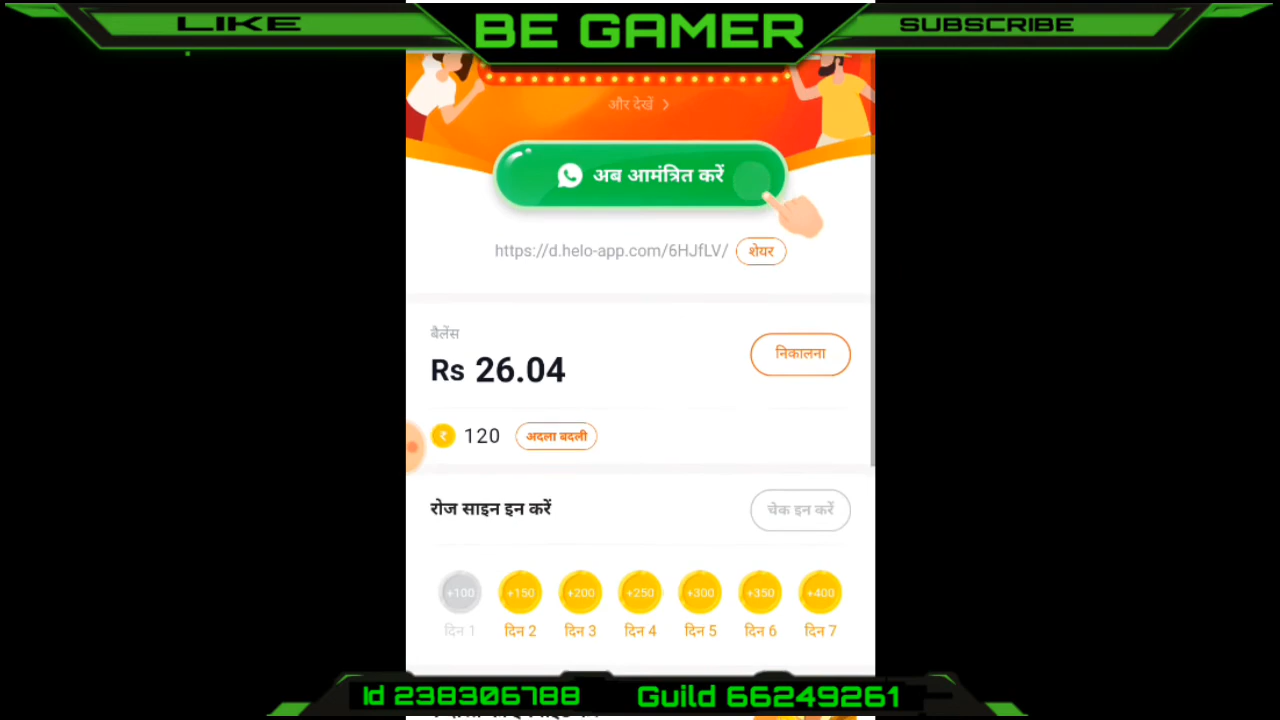 LIKE
BE GAMER
SUBSCRIBE
और देखें
अब आमंत्रित करें
https://d.helo-app.com/6HJfLV/
शेयर
बैलेंस
Rs 26.04
निकालना
₹ 120
अदला बदली
रोज साइन इन करें
चेक इन करें
+100 +150 +200 +250 +300 +350 +400
दिन 1 दिन 2 दिन 3 दिन 4 दिन 5 दिन 6 दिन 7
Id 238306788
Guild 66249261